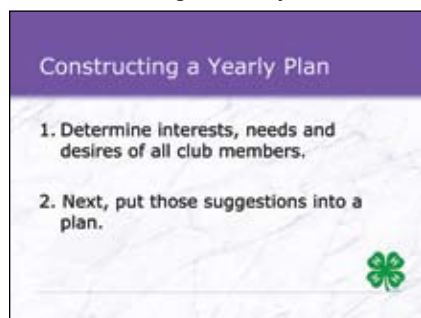 Constructing a Yearly Plan
1. Determine interests, needs and
desires of all club members.
2. Next, put those suggestions into a
plan.